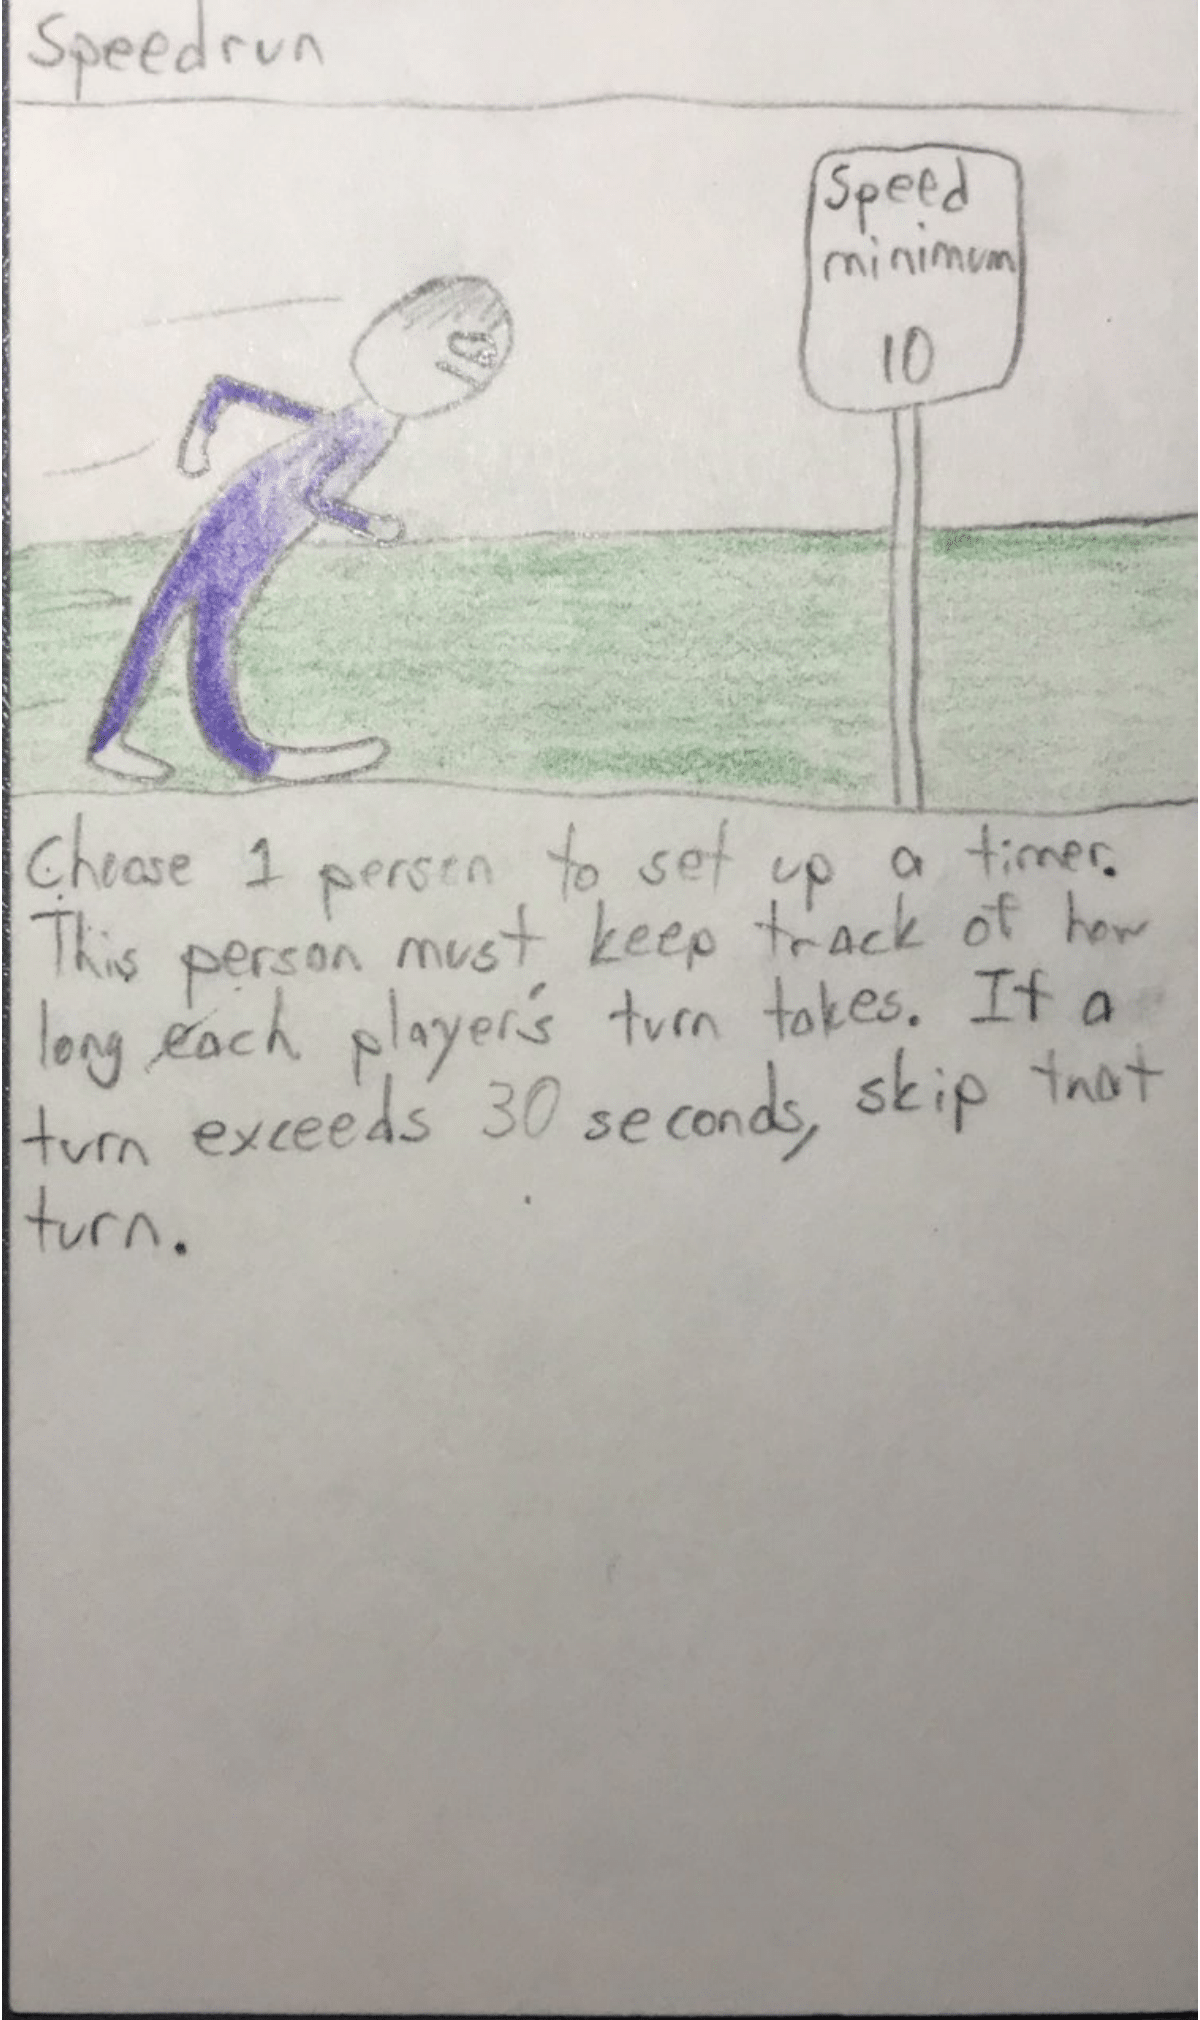 Speedrun
Speed
minimum
10
Choose 1 person to set up a timer.
This person must keep track of how
long each player's turn takes. If a
turn exceeds 30 seconds, skip that
turn.